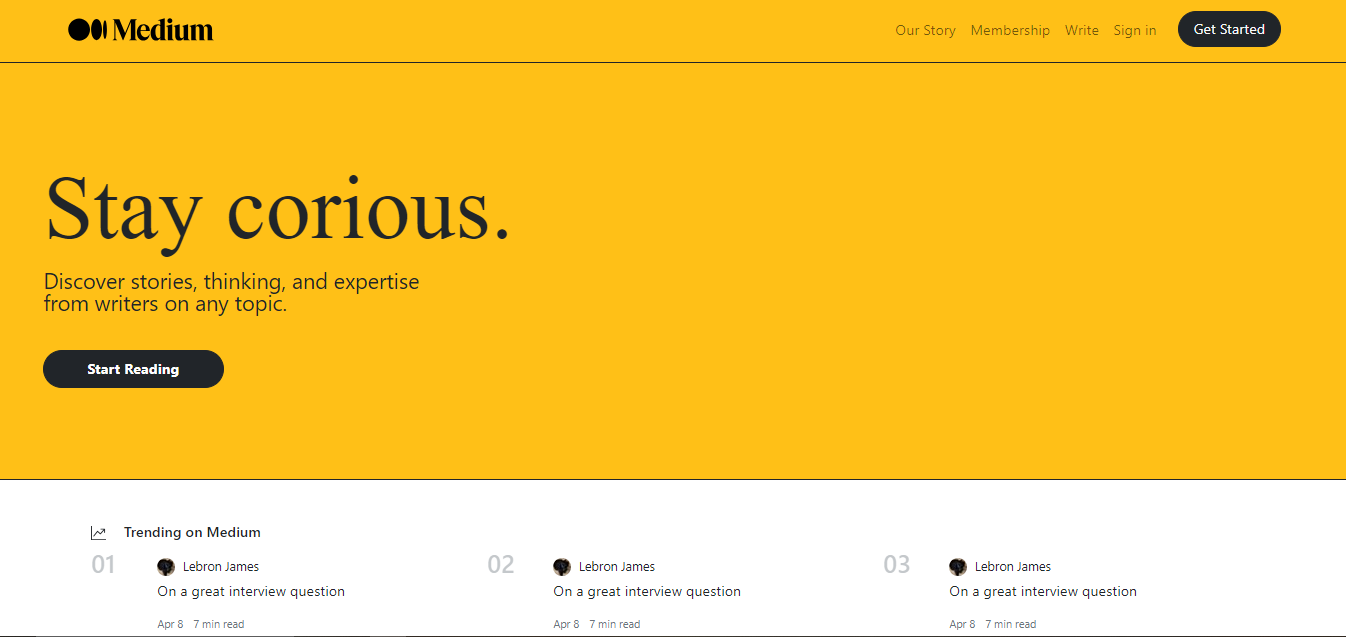 Medium
Our Story Membership Write Sign in Get Started
Stay corious.
Discover stories, thinking, and expertise
from writers on any topic.
Start Reading
Trending on Medium
01 Lebron James
On a great interview question
Apr 8 7 min read
02 Lebron James
On a great interview question
Apr 8 7 min read
03 Lebron James
On a great interview question
Apr 8 7 min read